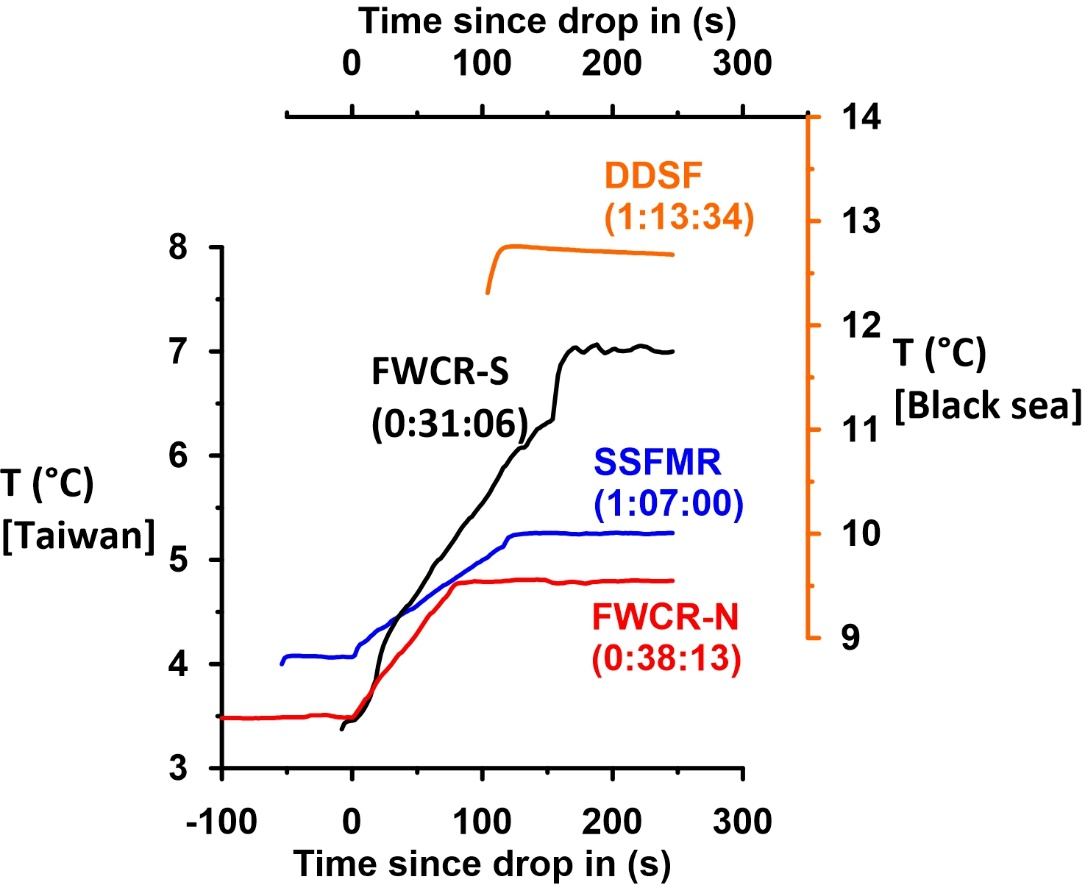 Time since drop in (s)
0 100 200 300
14
DDSF
(1:13:34)
13
8
12
7
T (°C)
[Black sea]
FWCR-S
(0:31:06)
11
6
SSFMR
(1:07:00)
T (°C)
[Taiwan]
10
5
FWCR-N
(0:38:13)
9
4
3
-100 0 100 200 300
Time since drop in (s)